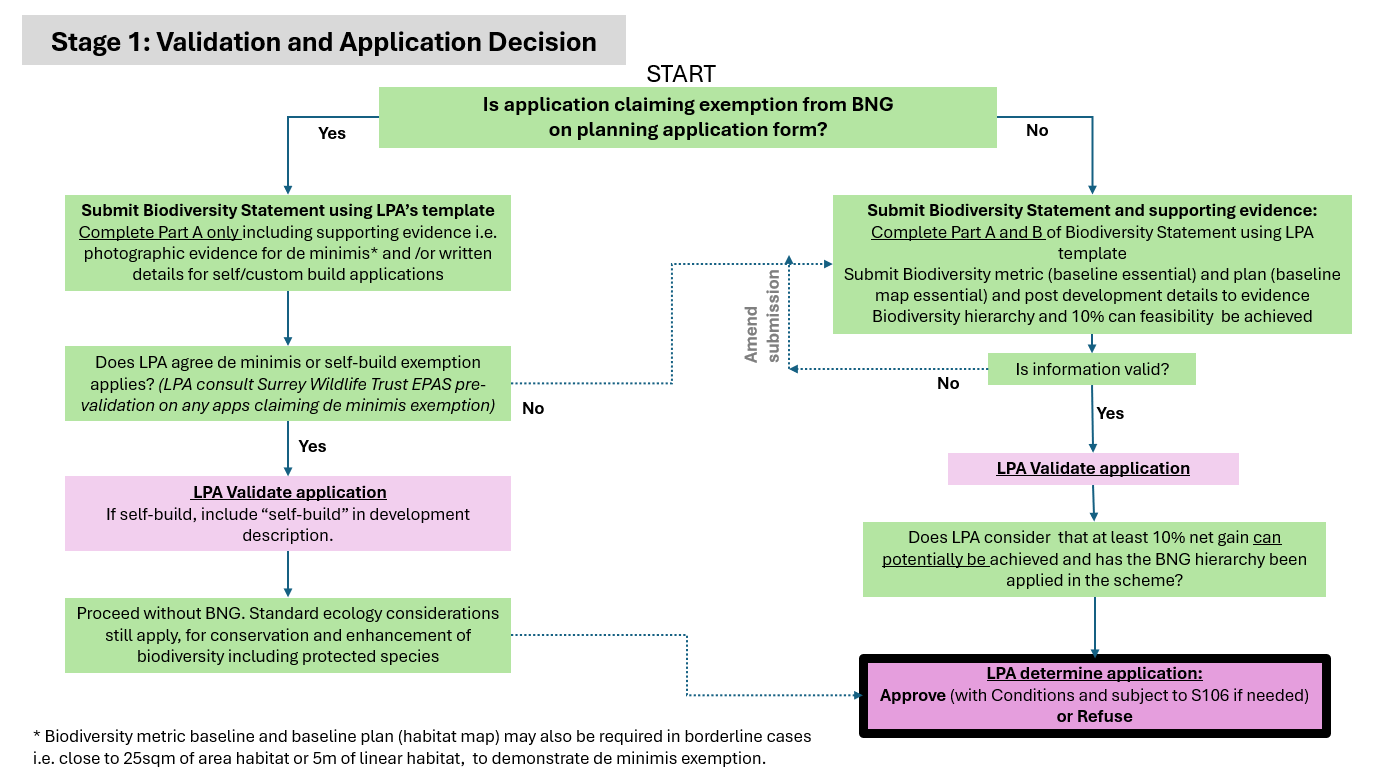 Stage 1: Validation and Application Decision
START
Is application claiming exemption from BNG
on planning application form?
Yes
No
Submit Biodiversity Statement using LPA’s template
Complete Part A only including supporting evidence i.e.
photographic evidence for de minimis* and /or written
details for self/custom build applications
Submit Biodiversity Statement and supporting evidence:
Complete Part A and B of Biodiversity Statement using LPA
template
Submit Biodiversity metric (baseline essential) and plan (baseline
map essential) and post development details to evidence
Biodiversity hierarchy and 10% can feasibility be achieved
Amend
submission
Does LPA agree de minimis or self-build exemption
applies? (LPA consult Surrey Wildlife Trust EPAS pre-
validation on any apps claiming de minimis exemption)
No
Is information valid?
No
Yes
Yes
LPA Validate application
If self-build, include “self-build” in development
description.
LPA Validate application
Does LPA consider that at least 10% net gain can
potentially be achieved and has the BNG hierarchy been
applied in the scheme?
Proceed without BNG. Standard ecology considerations
still apply, for conservation and enhancement of
biodiversity including protected species
LPA determine application:
Approve (with Conditions and subject to S106 if needed)
or Refuse
* Biodiversity metric baseline and baseline plan (habitat map) may also be required in borderline cases
i.e. close to 25sqm of area habitat or 5m of linear habitat, to demonstrate de minimis exemption.